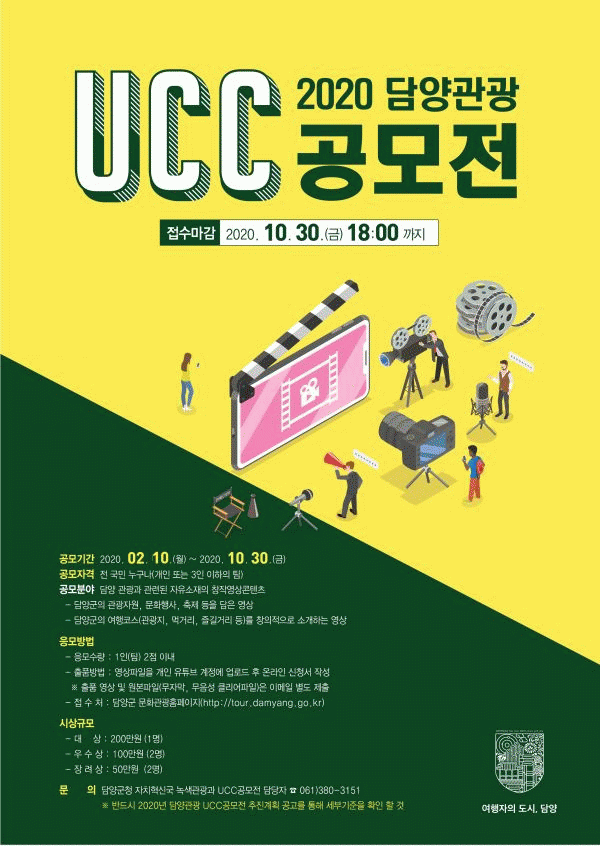 UCC 2020 담양관광
공모전
접수마감 2020. 10. 30.(금) 18:00 까지
공모기간 2020. 02. 10.(월) ~ 2020. 10. 30.(금)
공모자격 전 국민 누구나(개인 또는 3인 이하의 팀)
공모분야 담양 관광과 관련된 자유소재의 창작영상콘텐츠
– 담양군의 관광자원, 문화행사, 축제 등을 담은 영상
– 담양군의 여행코스(관광지, 먹거리, 즐길거리 등)를 창의적으로 소개하는 영상
응모방법
– 응모수량 : 1인(팀) 2점 이내
– 출품방법 : 영상파일을 개인 유튜브 계정에 업로드 후 온라인 신청서 작성
※ 출품 영상 및 원본파일(무자막, 무음성 클리어파일)은 이메일 별도 제출
– 접 수 처 : 담양군 문화관광홈페이지(http://tour.damyang.go.kr)
시상규모
– 대 상 : 200만원 (1명)
– 우 수 상 : 100만원 (2명)
– 장 려 상 : 50만원 (2명)
문 의 담양군청 자치혁신국 녹색관광과 UCC공모전 담당자 ☎ 061)380-3151
※ 반드시 2020년 담양관광 UCC공모전 추진계획 공고를 통해 세부기준을 확인 할 것
여행자의 도시, 담양